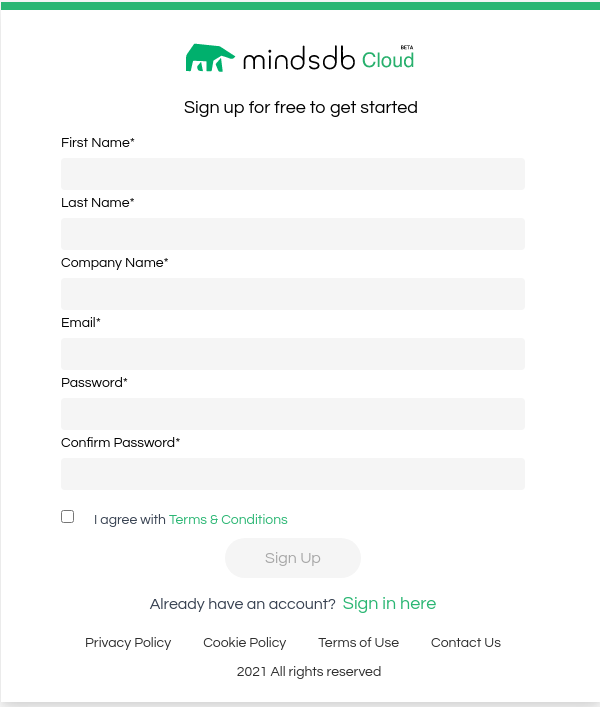 mindsdb Cloud BETA
Sign up for free to get started
First Name*
Last Name*
Company Name*
Email*
Password*
Confirm Password*
I agree with Terms & Conditions
Sign Up
Already have an account? Sign in here
Privacy Policy Cookie Policy Terms of Use Contact Us
2021 All rights reserved